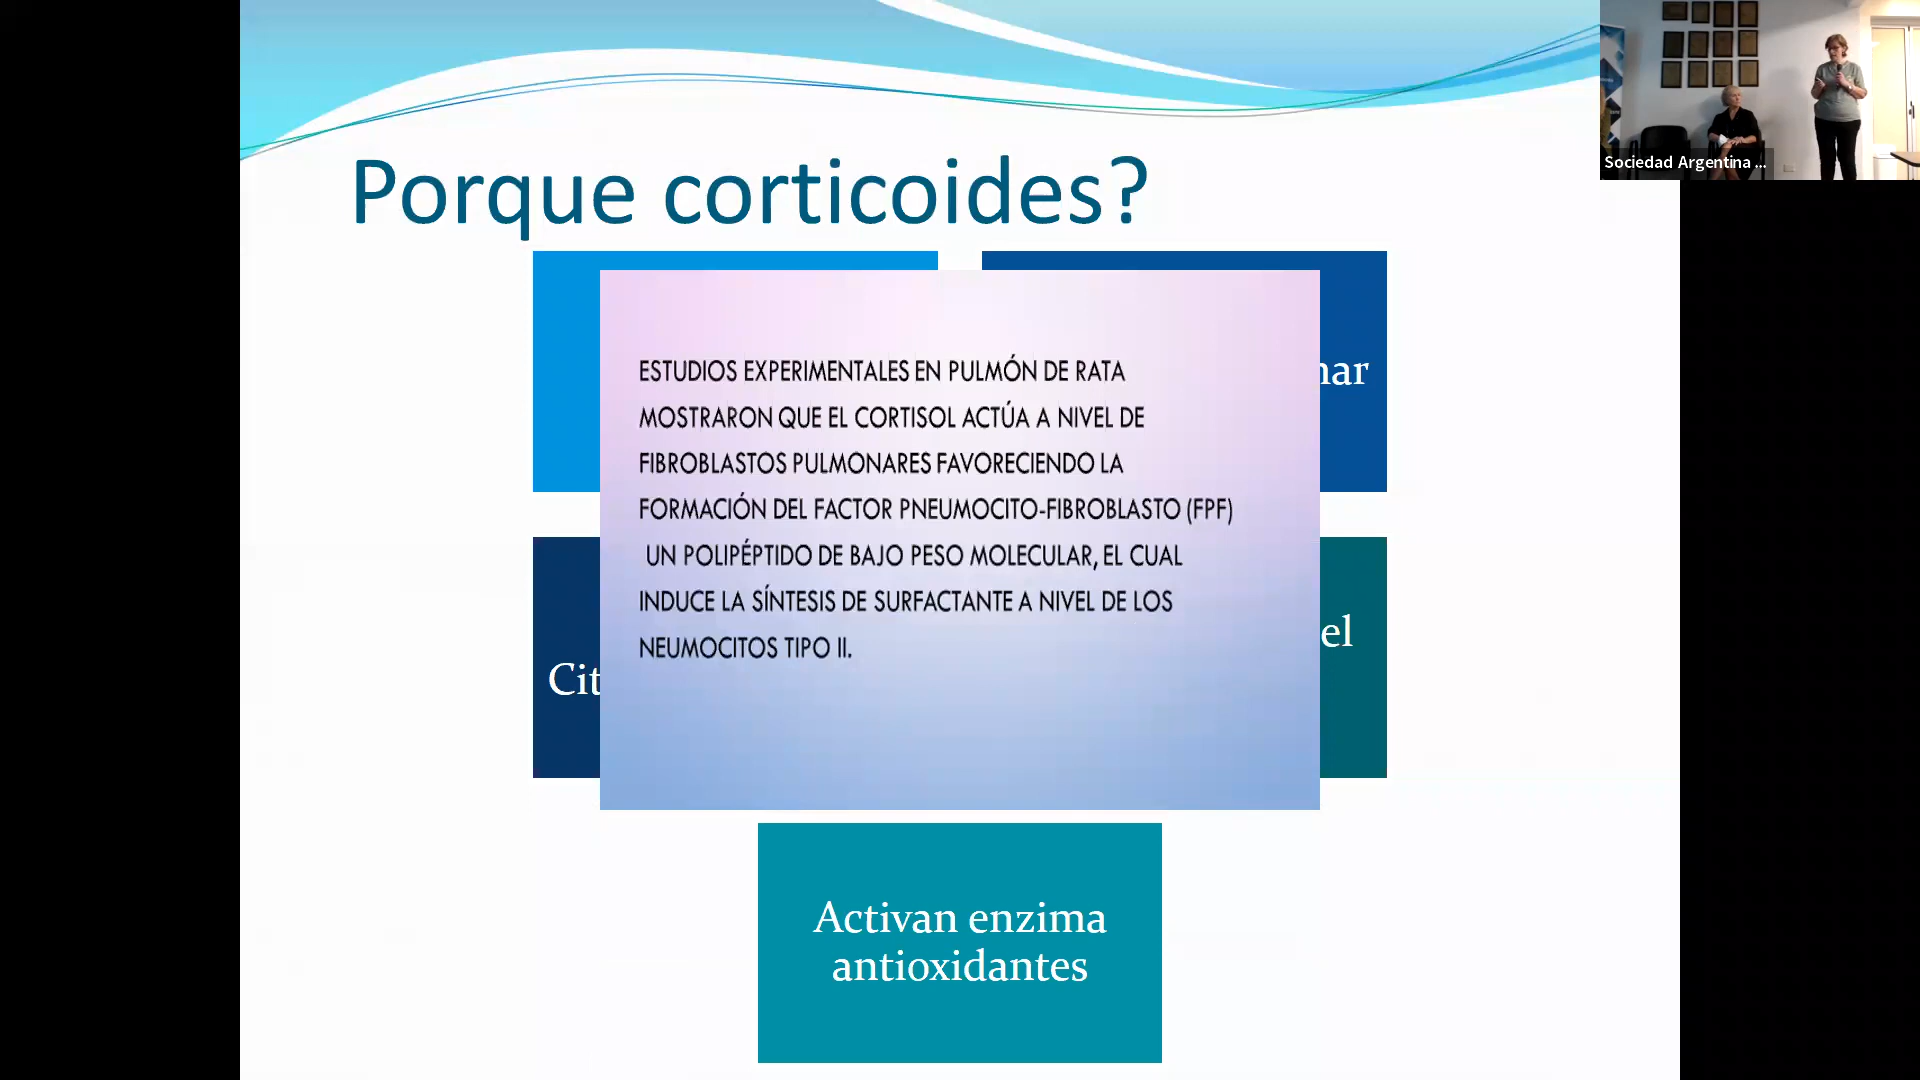 Sociedad Argentina ...
Porque corticoides?
ESTUDIOS EXPERIMENTALES EN PULMÓN DE RATA
MOSTRARON QUE EL CORTISOL ACTÚA A NIVEL DE
FIBROBLASTOS PULMONARES FAVORECIENDO LA
FORMACIÓN DEL FACTOR PNEUMOCITO-FIBROBLASTO (FPF)
UN POLIPÉPTIDO DE BAJO PESO MOLECULAR, EL CUAL
INDUCE LA SÍNTESIS DE SURFACTANTE A NIVEL DE LOS
NEUMOCITOS TIPO II.
el
Cit
Activan enzima
antioxidantes